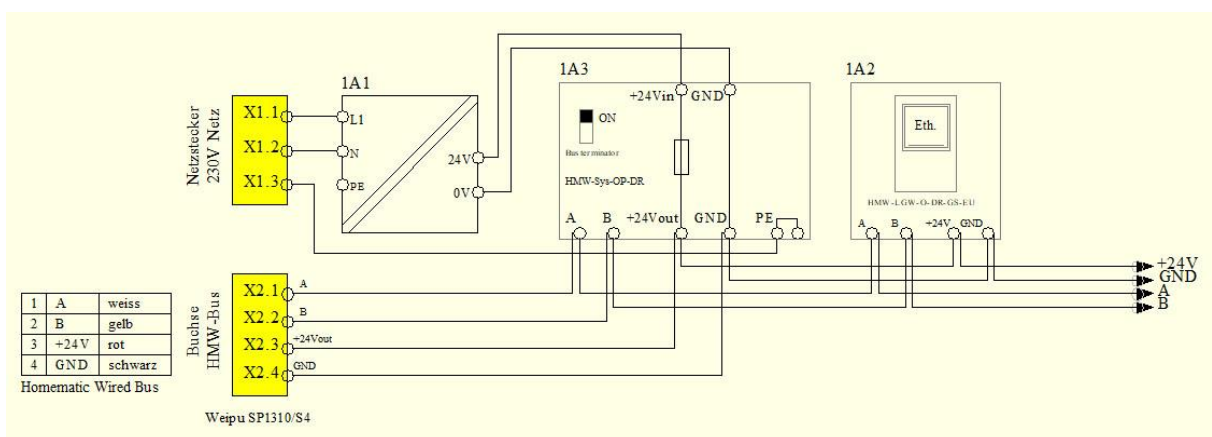 Netzstecker
230V Netz
X1.1
X1.2
X1.3
1A1
L1
N
PE
24V
0V
1A3
+24Vin GND
ON
Bus terminator
HMW-Sys-OP-DR
A B +24Vout GND PE
1A2
Eth.
HMW-LGW-O-DR-GS-EU
A B +24V GND
+24V
GND
A
B
Buchse
HMW-Bus
X2.1 A
X2.2 B
X2.3 +24Vout
X2.4 GND
1 A weiss
2 B gelb
3 +24V rot
4 GND schwarz
Homematic Wired Bus
Weipu SP1310/S4